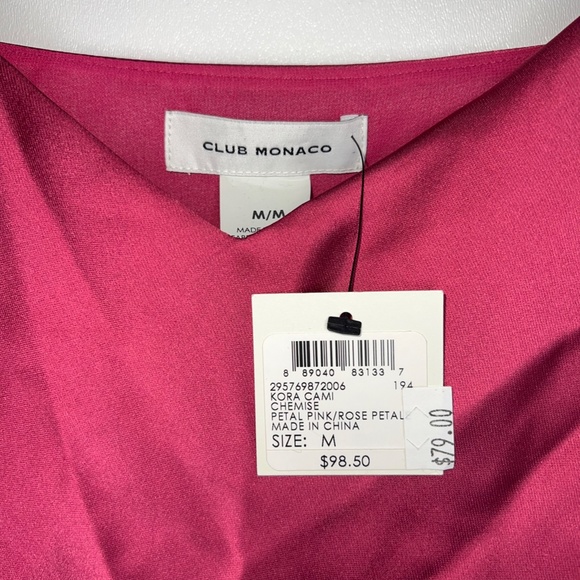 CLUB MONACO
M/M
MADE
8 89040 83133 7
295769872006 194
KORA CAMI
CHEMISE
PETAL PINK/ROSE PETAL
MADE IN CHINA
SIZE: M
$98.50
$79.00